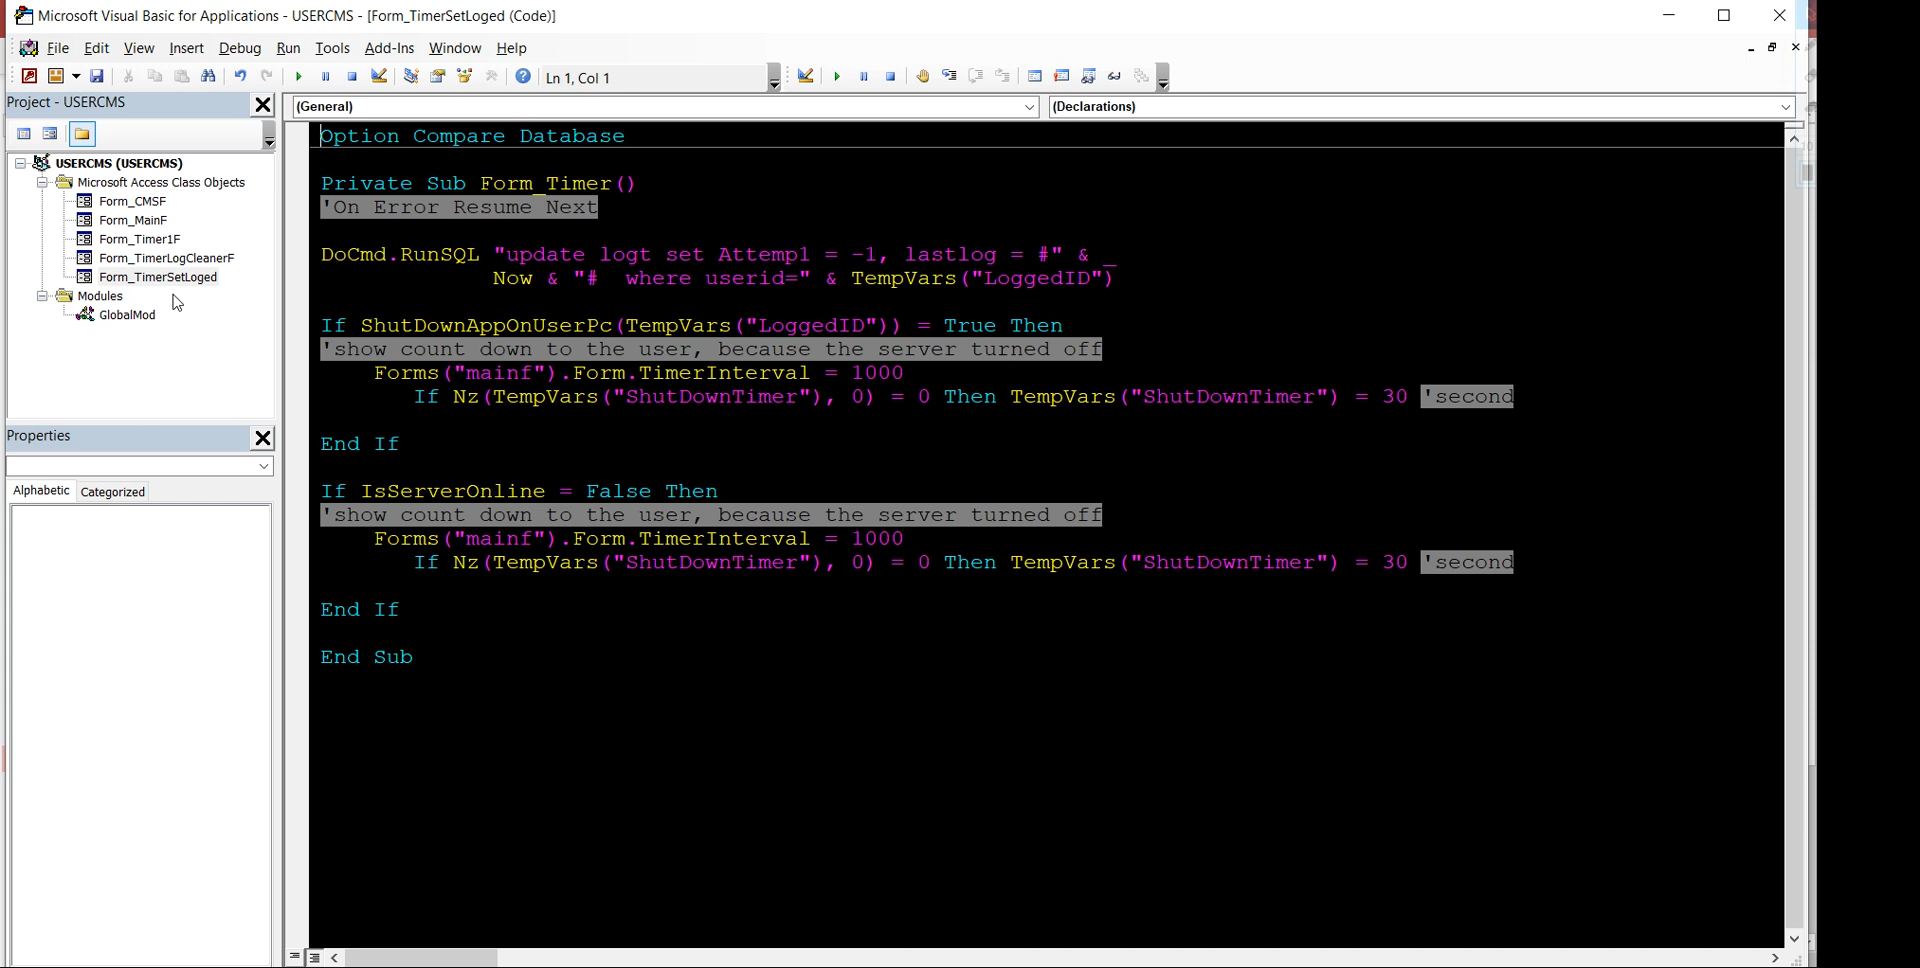 Microsoft Visual Basic for Applications - USERCMS - [Form_TimerSetLoged (Code)]
File Edit View Insert Debug Run Tools Add-Ins Window Help
Ln 1, Col 1
Project - USERCMS
(General) (Declarations)
USERCMS (USERCMS)
Microsoft Access Class Objects
Form_CMSF
Form_MainF
Form_Timer1F
Form_TimerLogCleanerF
Form_TimerSetLoged
Modules
GlobalMod
Properties
Alphabetic Categorized
Option Compare Database
Private Sub Form_Timer()
'On Error Resume Next
DoCmd.RunSQL "update logt set Attemp1 = -1, lastlog = #" & _
Now & "#  where userid=" & TempVars("LoggedID")
If ShutDownAppOnUserPc(TempVars("LoggedID")) = True Then
'show count down to the user, because the server turned off
Forms("mainf").Form.TimerInterval = 1000
If Nz(TempVars("ShutDownTimer"), 0) = 0 Then TempVars("ShutDownTimer") = 30 'second
End If
If IsServerOnline = False Then
'show count down to the user, because the server turned off
Forms("mainf").Form.TimerInterval = 1000
If Nz(TempVars("ShutDownTimer"), 0) = 0 Then TempVars("ShutDownTimer") = 30 'second
End If
End Sub